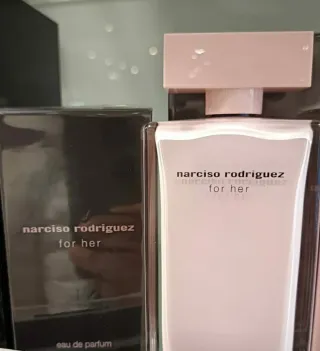 narciso rodriguez
for her
eau de parfum
narciso rodriguez
for her